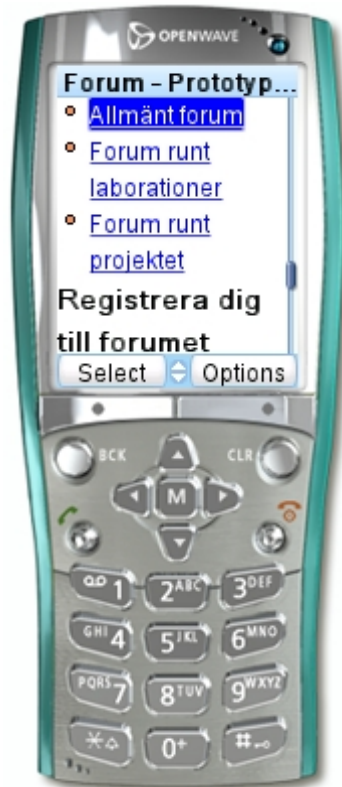 OPENWAVE
Forum – Prototyp...
Allmänt forum
Forum runt
laborationer
Forum runt
projektet
Registrera dig
till forumet
Select Options
BCK CLR
M
1 2ABC 3DEF
GHI4 5JKL 6MNO
PQRS7 8TUV 9WXYZ
* 0+ #